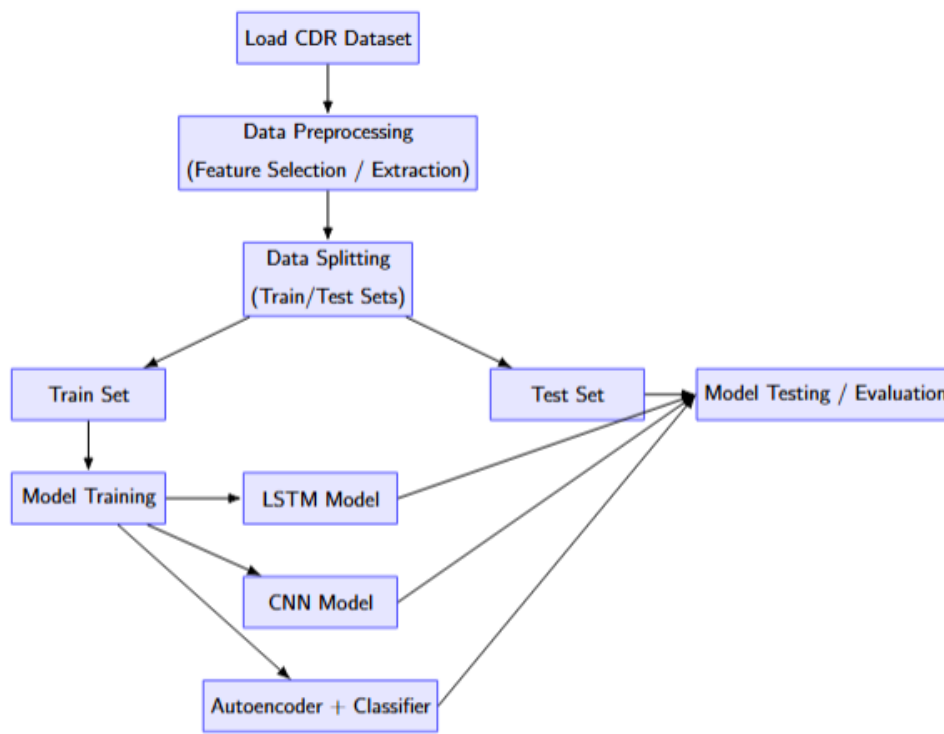 Load CDR Dataset
Data Preprocessing
(Feature Selection / Extraction)
Data Splitting
(Train/Test Sets)
Train Set
Test Set
Model Testing / Evaluation
Model Training
LSTM Model
CNN Model
Autoencoder + Classifier